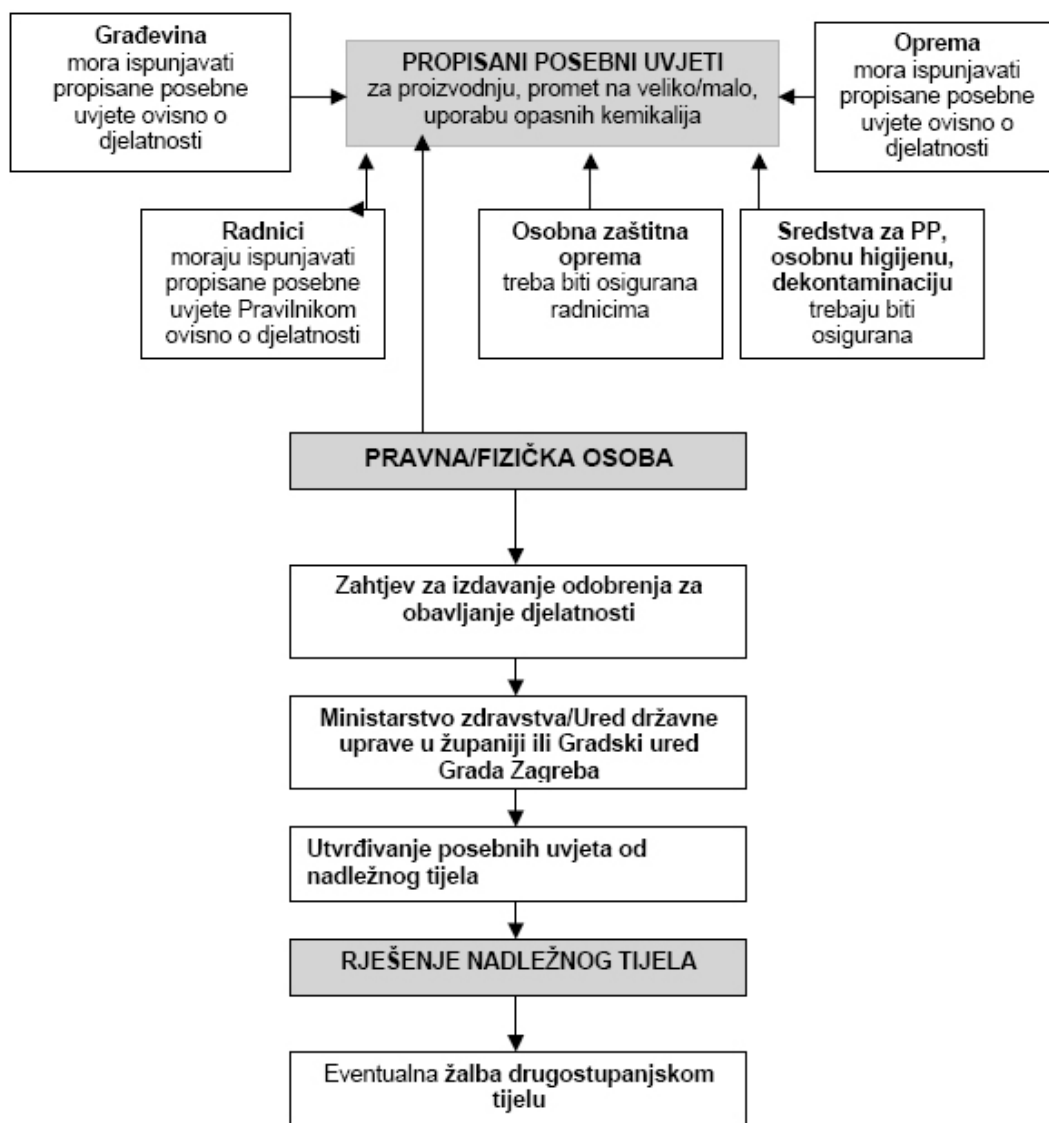 Građevina
mora ispunjavati
propisane posebne
uvjete ovisno o
djelatnosti
PROPISANI POSEBNI UVJETI
za proizvodnju, promet na veliko/malo,
uporabu opasnih kemikalija
Oprema
mora ispunjavati
propisane posebne
uvjete ovisno o
djelatnosti
Radnici
moraju ispunjavati
propisane posebne
uvjete Pravilnikom
ovisno o djelatnosti
Osobna zaštitna
oprema
treba biti osigurana
radnicima
Sredstva za PP,
osobnu higijenu,
dekontaminaciju
trebaju biti
osigurana
PRAVNA/FIZIČKA OSOBA
Zahtjev za izdavanje odobrenja za
obavljanje djelatnosti
Ministarstvo zdravstva/Ured državne
uprave u županiji ili Gradski ured
Grada Zagreba
Utvrđivanje posebnih uvjeta od
nadležnog tijela
RJEŠENJE NADLEŽNOG TIJELA
Eventualna žalba drugostupanjskom
tijelu